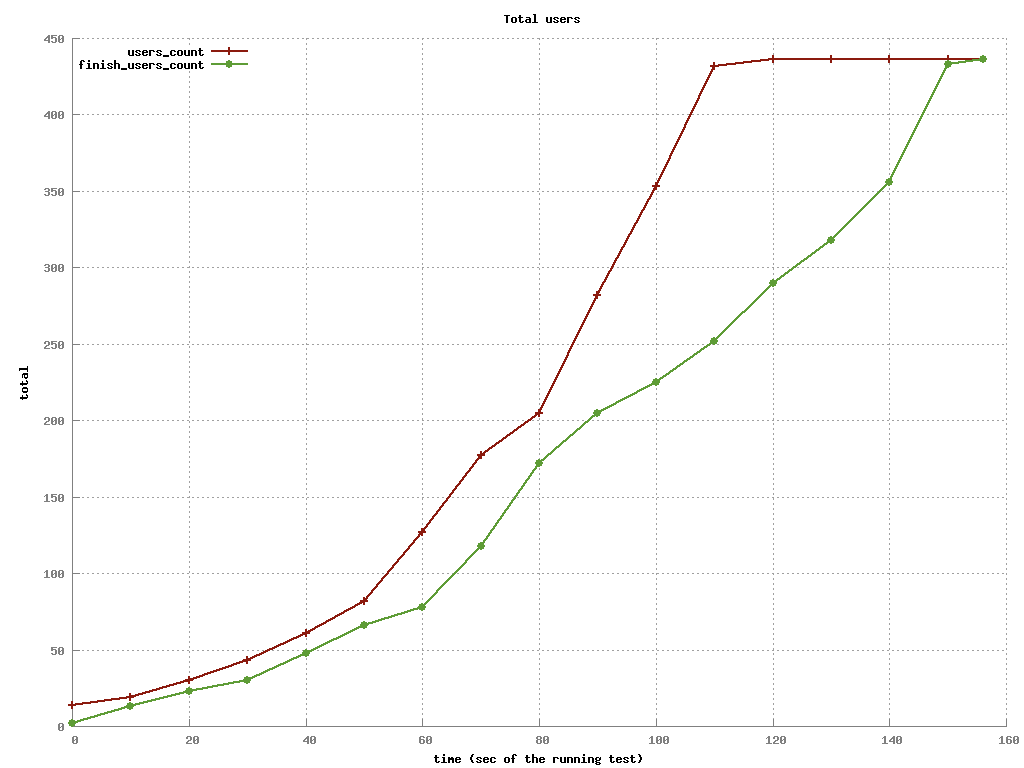 Total users
users_count
finish_users_count
450
400
350
300
250
200
150
100
50
0
total
0 20 40 60 80 100 120 140 160
time (sec of the running test)